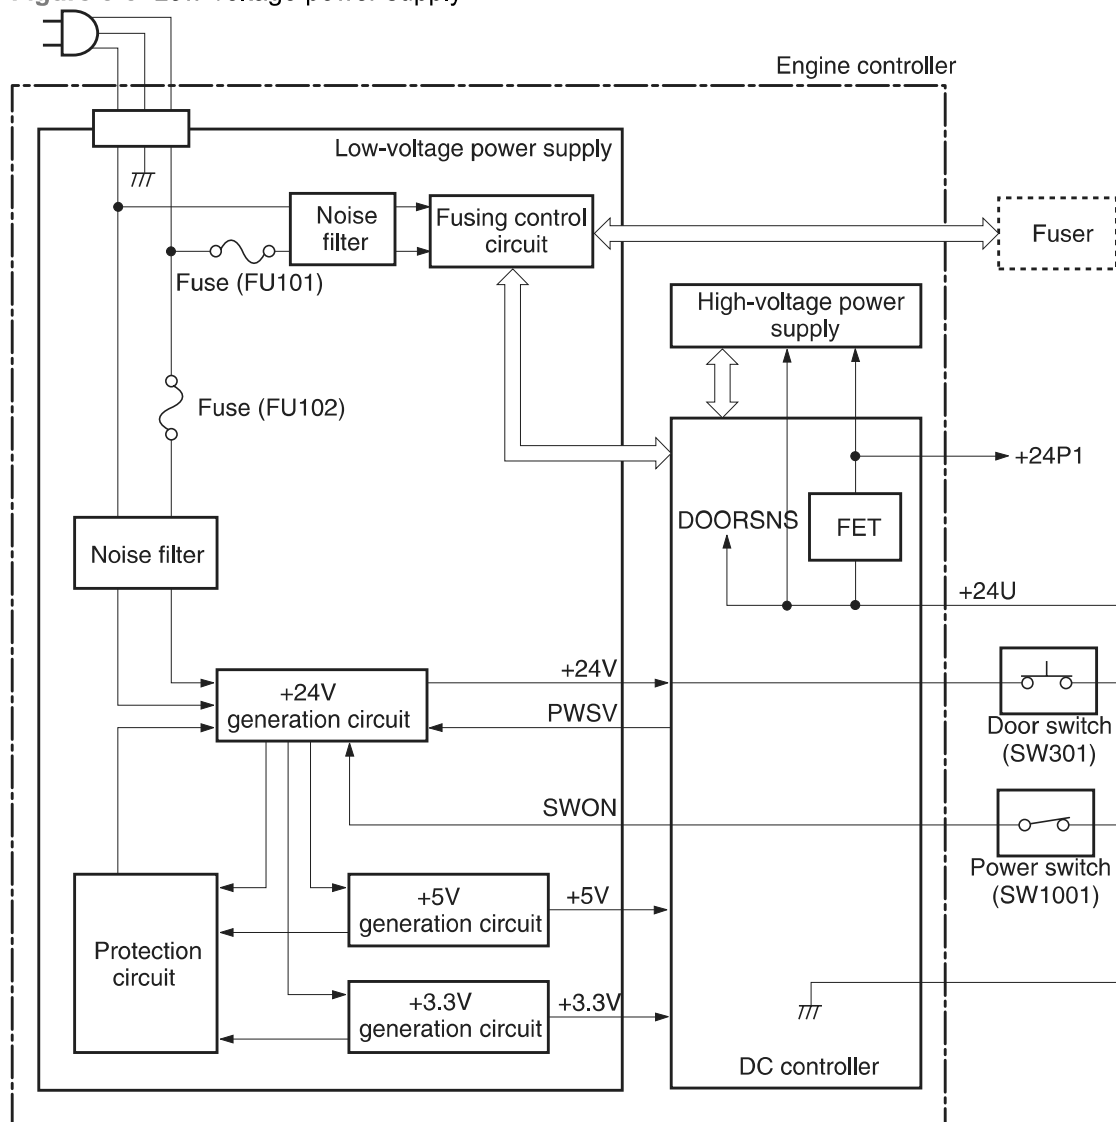 Engine controller
Low-voltage power supply
Noise
filter
Fusing control
circuit
Fuser
Fuse (FU101)
High-voltage power
supply
Fuse (FU102)
+24P1
DOORSNS
FET
Noise filter
+24U
+24V
+24V
generation circuit
PWSV
Door switch
(SW301)
SWON
Power switch
(SW1001)
+5V
generation circuit
+5V
Protection
circuit
+3.3V
generation circuit
+3.3V
DC controller